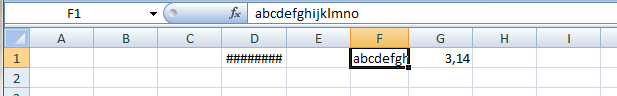 F1 fx abcdefghijklmno
A B C D E F G H I
1 ######## abcdefgh 3,14
2